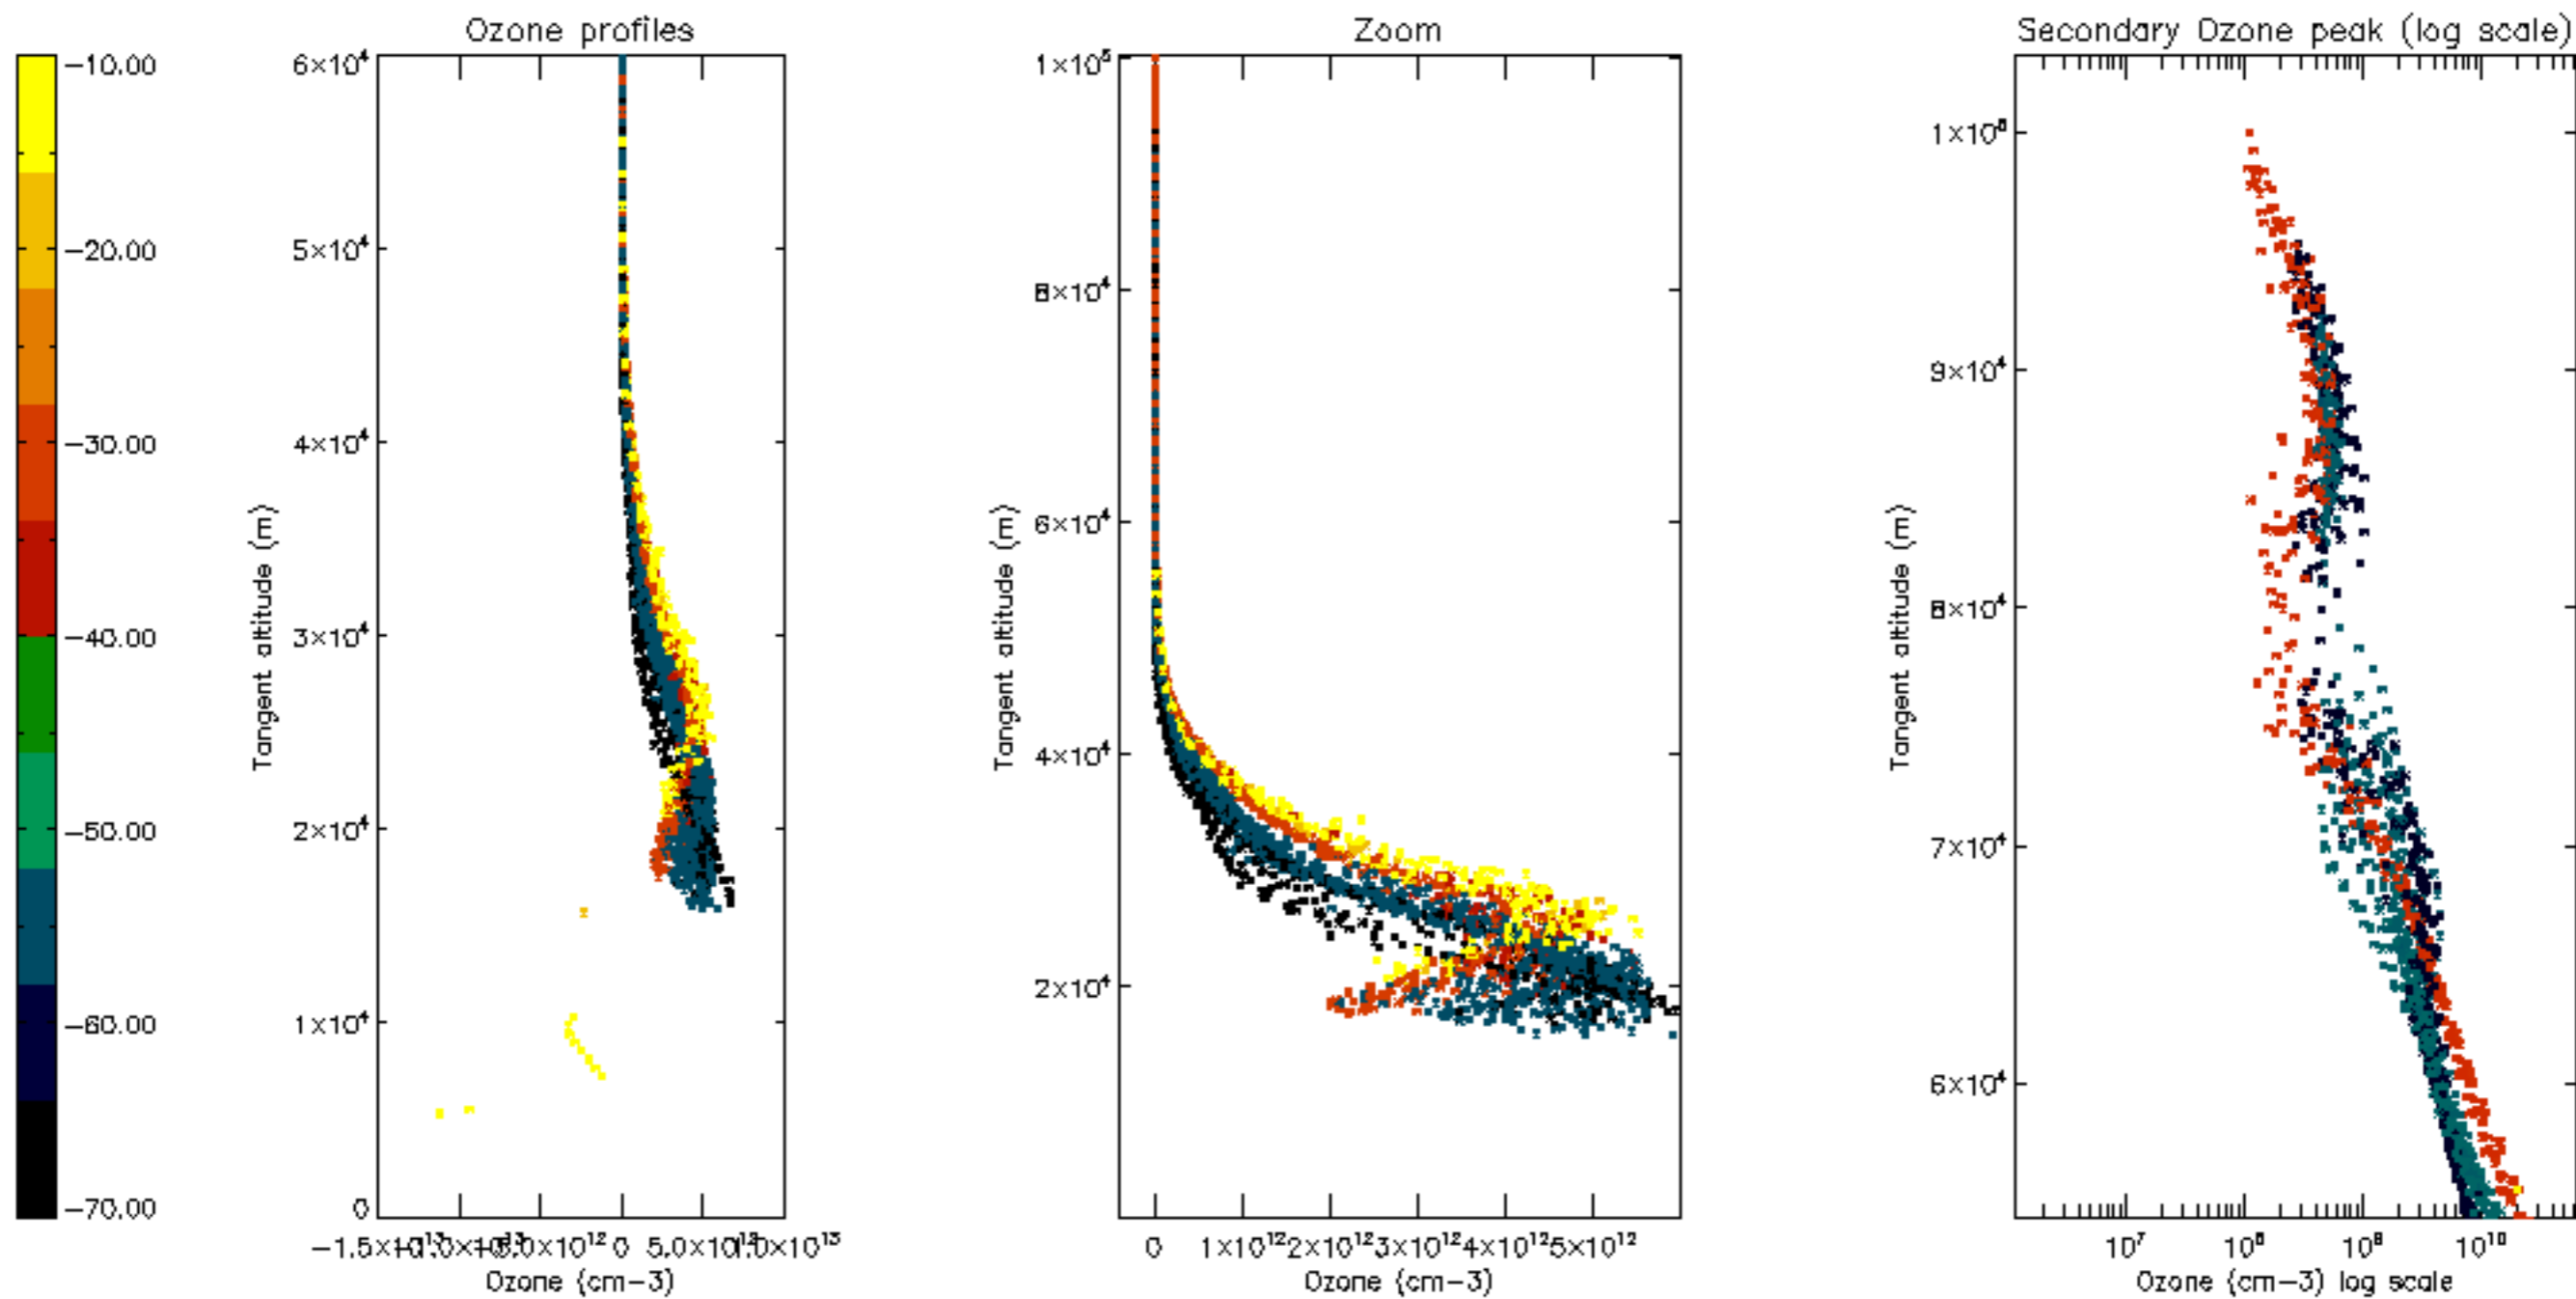 Ozone profiles
Zoom
Secondary Ozone peak (log scale)
-10.00
-20.00
-30.00
-40.00
-50.00
-60.00
-70.00
6×10⁴
5×10⁴
4×10⁴
3×10⁴
2×10⁴
1×10⁴
0
Tangent altitude (m)
0 5.0×10¹²
Ozone (cm-3)
1×10⁵
8×10⁴
6×10⁴
4×10⁴
2×10⁴
Tangent altitude (m)
0 1×10¹² 2×10¹² 3×10¹² 4×10¹² 5×10¹²
Ozone (cm-3)
9×10⁴
8×10⁴
7×10⁴
6×10⁴
Tangent altitude (m)
10⁷ 10⁸ 10⁹ 10¹⁰
Ozone (cm-3) log scale